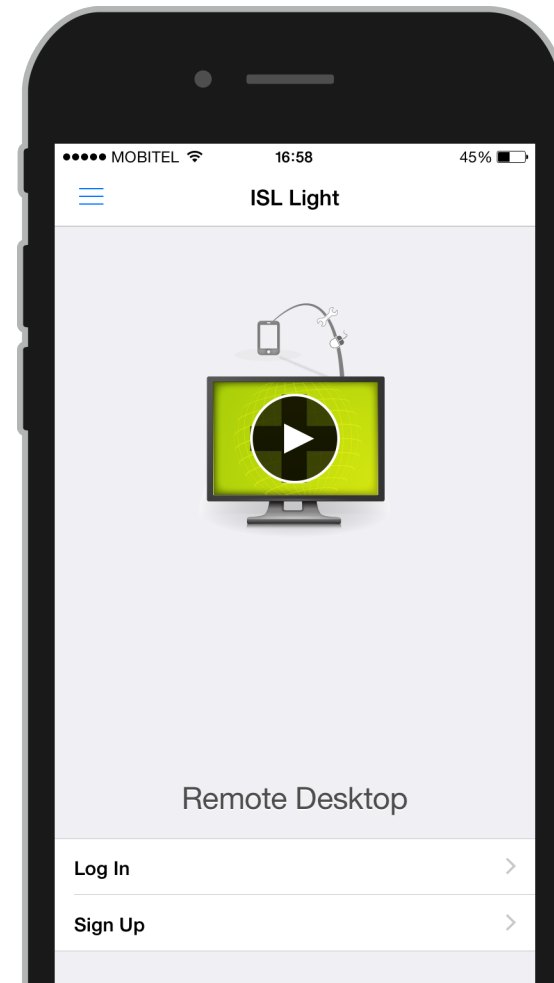 MOBITEL 16:58 45%
ISL Light
Remote Desktop
Log In
Sign Up